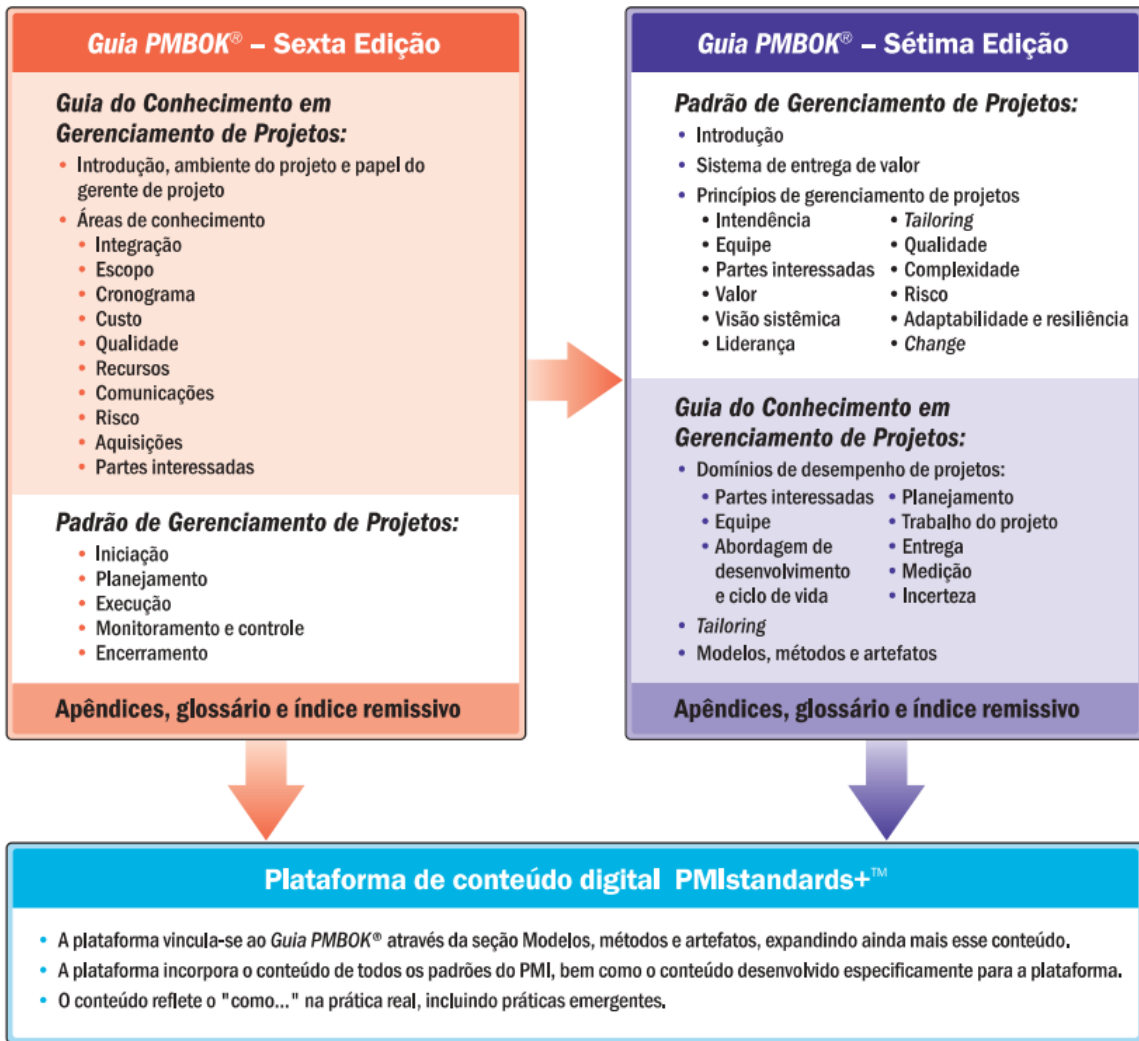 Guia PMBOK® – Sexta Edição
Guia do Conhecimento em
Gerenciamento de Projetos:
• Introdução, ambiente do projeto e papel do
gerente de projeto
• Áreas de conhecimento
• Integração
• Escopo
• Cronograma
• Custo
• Qualidade
• Recursos
• Comunicações
• Risco
• Aquisições
• Partes interessadas
Padrão de Gerenciamento de Projetos:
• Iniciação
• Planejamento
• Execução
• Monitoramento e controle
• Encerramento
Apêndices, glossário e índice remissivo
Guia PMBOK® – Sétima Edição
Padrão de Gerenciamento de Projetos:
• Introdução
• Sistema de entrega de valor
• Princípios de gerenciamento de projetos
• Intendência
• Equipe
• Partes interessadas
• Valor
• Visão sistêmica
• Liderança
• Tailoring
• Qualidade
• Complexidade
• Risco
• Adaptabilidade e resiliência
• Change
Guia do Conhecimento em
Gerenciamento de Projetos:
• Domínios de desempenho de projetos:
• Partes interessadas
• Equipe
• Abordagem de
desenvolvimento
e ciclo de vida
• Planejamento
• Trabalho do projeto
• Entrega
• Medição
• Incerteza
• Tailoring
• Modelos, métodos e artefatos
Apêndices, glossário e índice remissivo
Plataforma de conteúdo digital PMIstandards+™
• A plataforma vincula-se ao Guia PMBOK® através da seção Modelos, métodos e artefatos, expandindo ainda mais esse conteúdo.
• A plataforma incorpora o conteúdo de todos os padrões do PMI, bem como o conteúdo desenvolvido especificamente para a plataforma.
• O conteúdo reflete o "como..." na prática real, incluindo práticas emergentes.